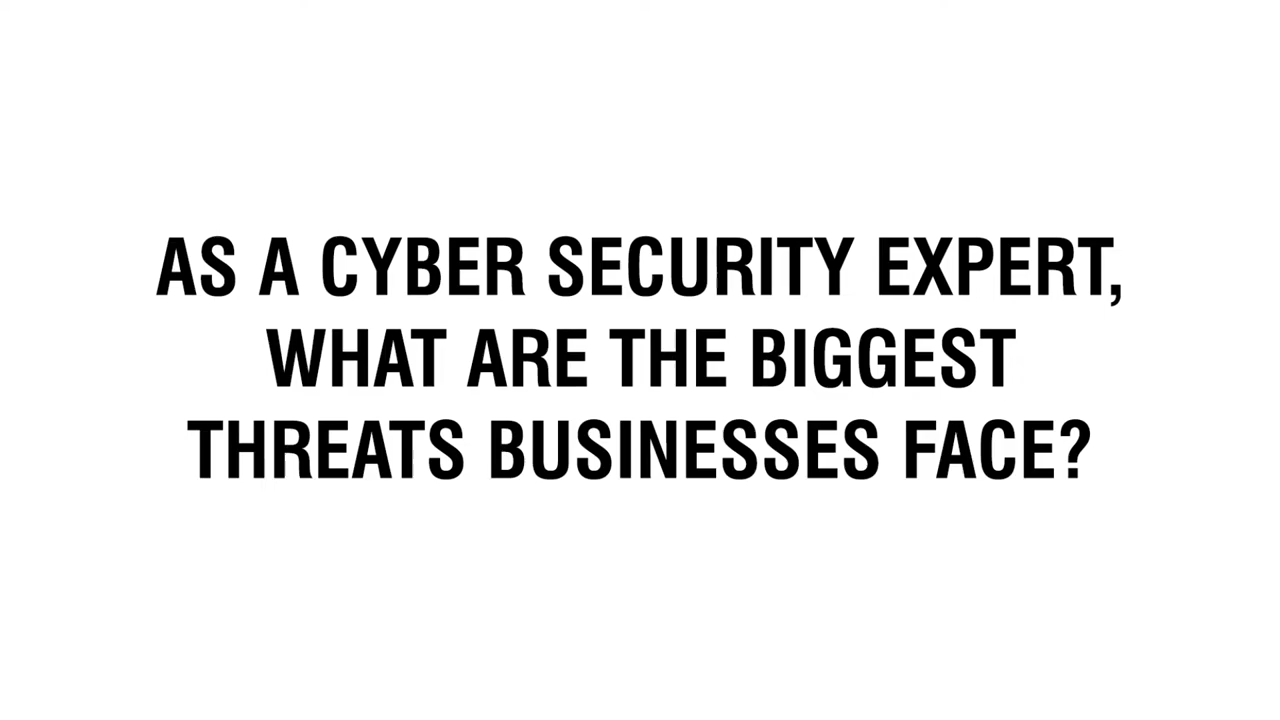 AS A CYBER SECURITY EXPERT,
WHAT ARE THE BIGGEST
THREATS BUSINESSES FACE?